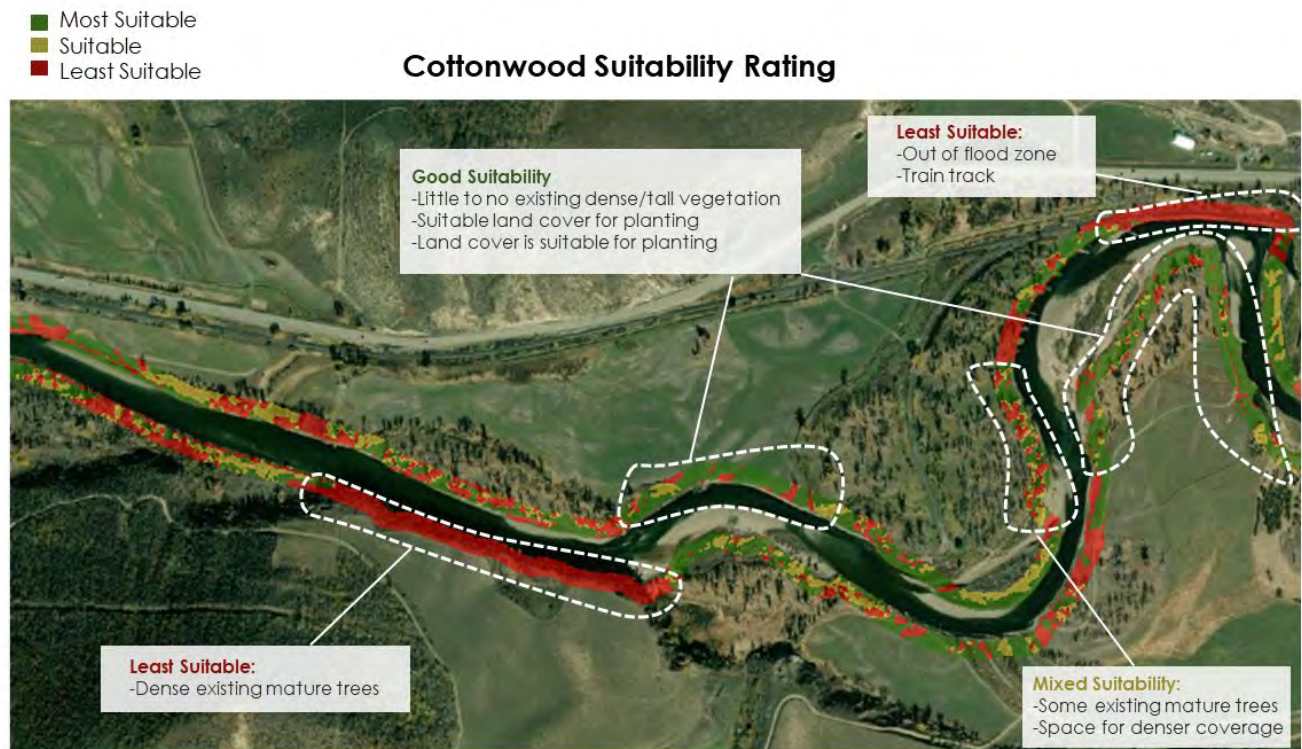 Most Suitable
Suitable
Least Suitable
Cottonwood Suitability Rating
Least Suitable:
-Out of flood zone
-Train track
Good Suitability
-Little to no existing dense/tall vegetation
-Suitable land cover for planting
-Land cover is suitable for planting
Least Suitable:
-Dense existing mature trees
Mixed Suitability:
-Some existing mature trees
-Space for denser coverage